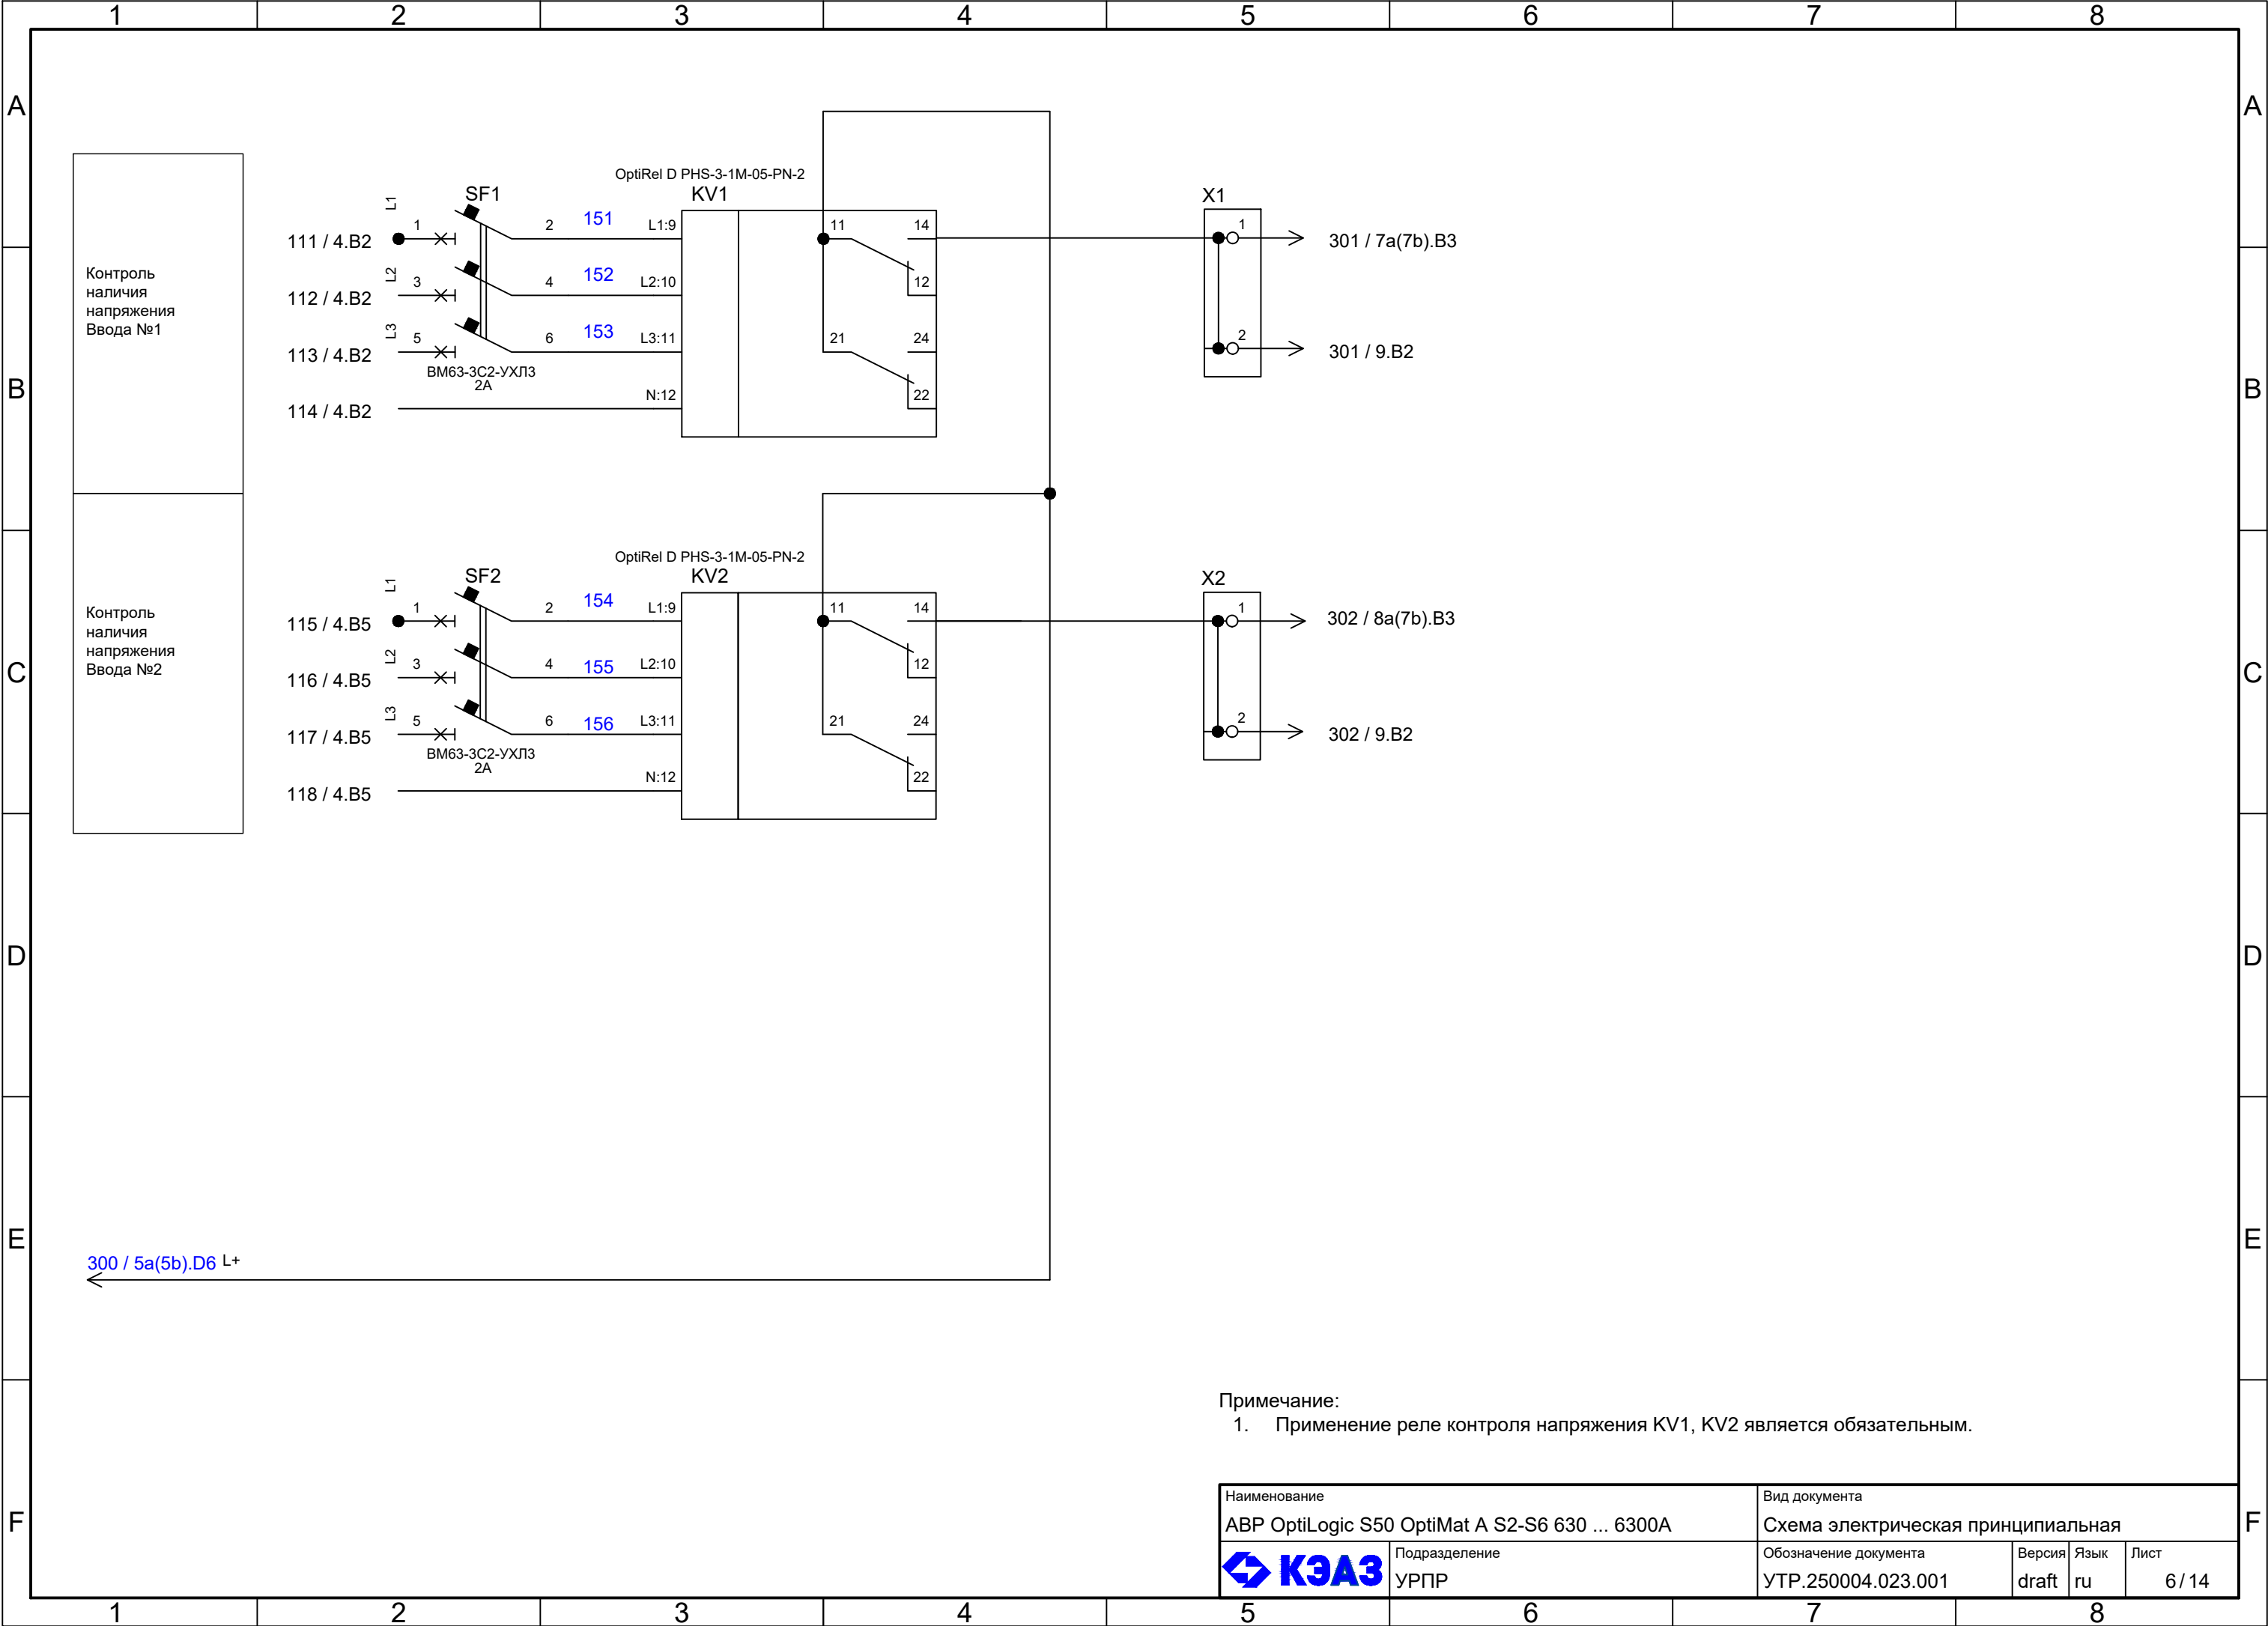 1 2 3 4 5 6 7 8
A A
B B
C C
D D
E E
F F
Контроль
наличия
напряжения
Ввода №1
OptiRel D PHS-3-1M-05-PN-2
SF1 KV1 X1
L1
111 / 4.B2 1 2 151 L1:9 11 14 1 301 / 7a(7b).B3
L2
112 / 4.B2 3 4 152 L2:10 12
L3
113 / 4.B2 5 6 153 L3:11 21 24 2 301 / 9.B2
ВМ63-3С2-УХЛ3
2А
114 / 4.B2 N:12 22
Контроль
наличия
напряжения
Ввода №2
OptiRel D PHS-3-1M-05-PN-2
SF2 KV2 X2
L1
115 / 4.B5 1 2 154 L1:9 11 14 1 302 / 8a(7b).B3
L2
116 / 4.B5 3 4 155 L2:10 12
L3
117 / 4.B5 5 6 156 L3:11 21 24 2 302 / 9.B2
ВМ63-3С2-УХЛ3
2А
118 / 4.B5 N:12 22
300 / 5a(5b).D6 L+
Примечание:
1. Применение реле контроля напряжения KV1, KV2 является обязательным.
Наименование Вид документа
АВР OptiLogic S50 OptiMat A S2-S6 630 ... 6300A Схема электрическая принципиальная
КЭАЗ Подразделение Обозначение документа Версия Язык Лист
УРПР УТР.250004.023.001 draft ru 6 / 14
1 2 3 4 5 6 7 8